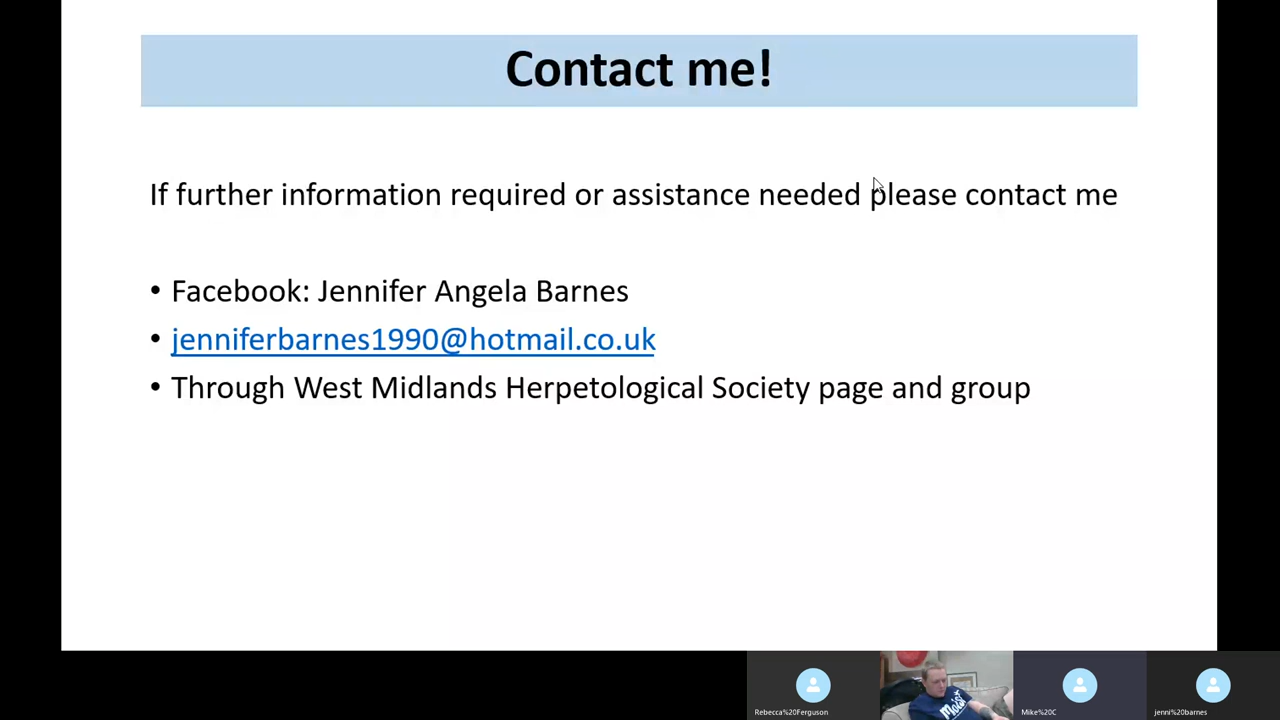 Contact me!
If further information required or assistance needed please contact me
• Facebook: Jennifer Angela Barnes
• jenniferbarnes1990@hotmail.co.uk
• Through West Midlands Herpetological Society page and group
Rebecca%20Ferguson
Mike%20C
jenni%20barnes